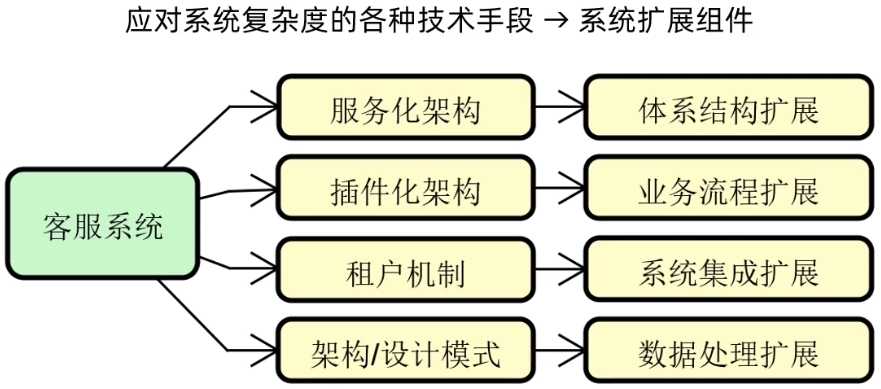 应对系统复杂度的各种技术手段 → 系统扩展组件
客服系统
服务化架构
体系结构扩展
插件化架构
业务流程扩展
租户机制
系统集成扩展
架构/设计模式
数据处理扩展